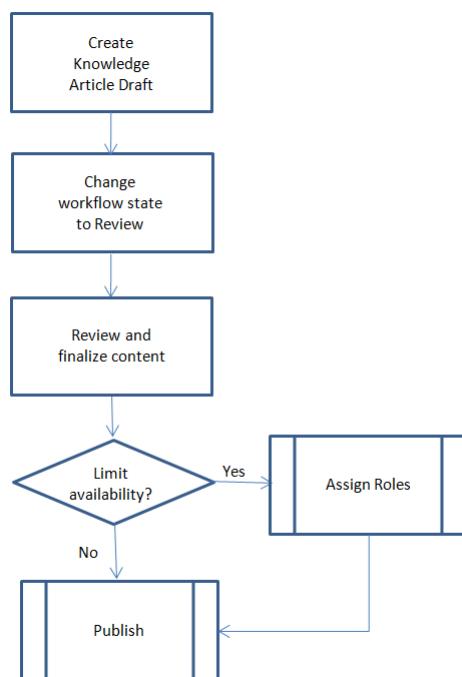 Create
Knowledge
Article Draft
Change
workflow state
to Review
Review and
finalize content
Limit
availability?
Yes
Assign Roles
No
Publish